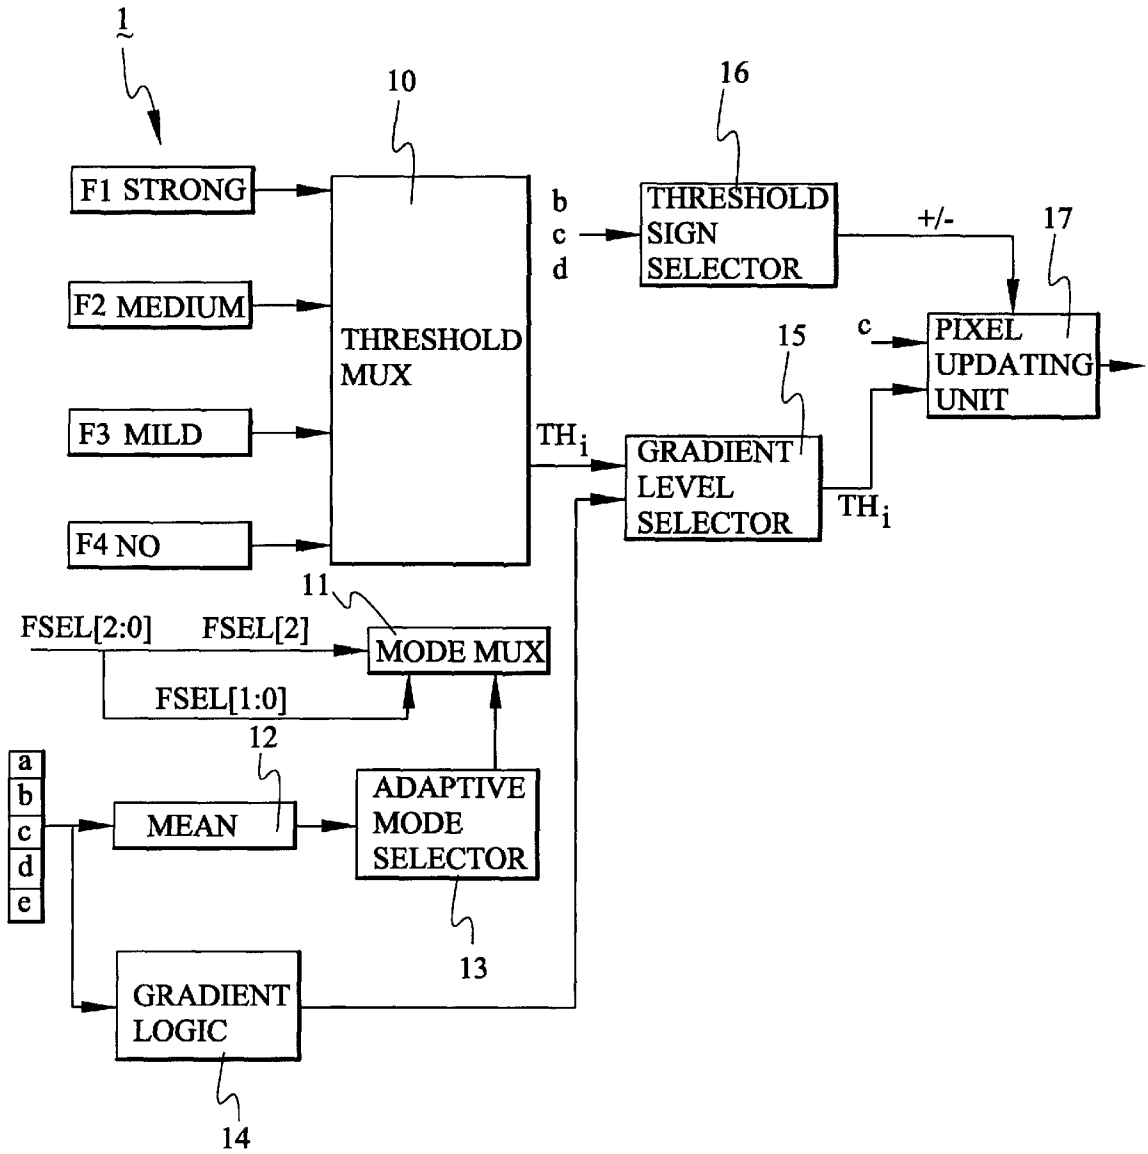 1
10
16
F1 STRONG
b
c
d
THRESHOLD
SIGN
SELECTOR
+/-
17
F2 MEDIUM
THRESHOLD
MUX
c
PIXEL
UPDATING
UNIT
15
F3 MILD
THi
GRADIENT
LEVEL
SELECTOR
THi
F4 NO
11
FSEL[2:0]
FSEL[2]
MODE MUX
FSEL[1:0]
12
a
b
c
d
e
MEAN
ADAPTIVE
MODE
SELECTOR
13
GRADIENT
LOGIC
14